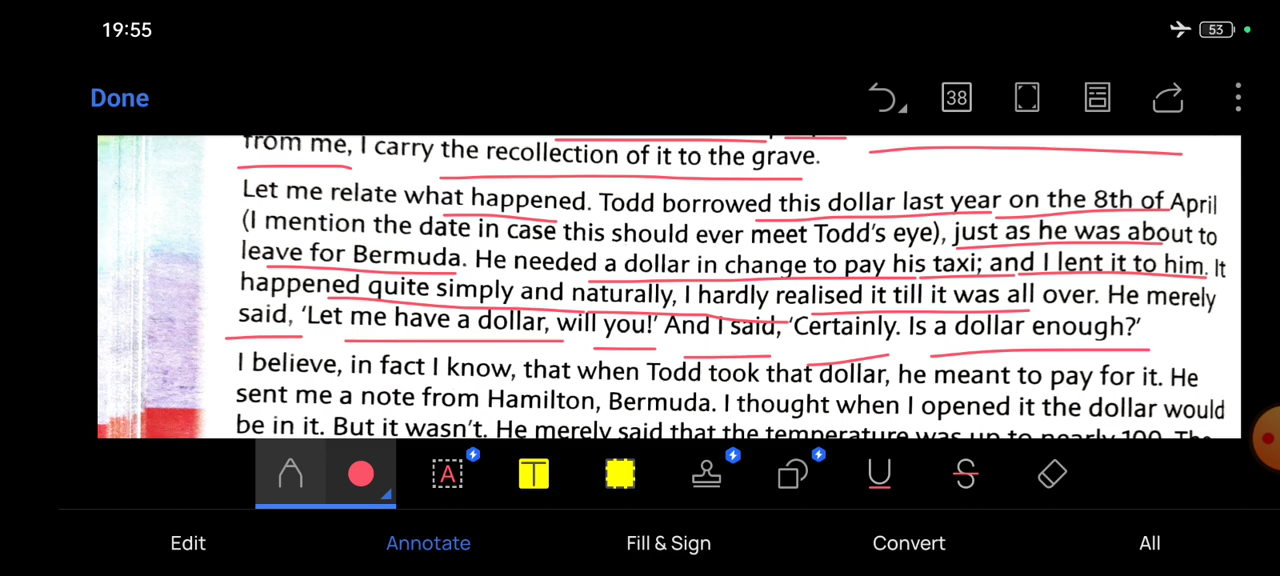 19:55
53
Done
38
from me, I carry the recollection of it to the grave.
Let me relate what happened. Todd borrowed this dollar last year on the 8th of April
(I mention the date in case this should ever meet Todd's eye), just as he was about to
leave for Bermuda. He needed a dollar in change to pay his taxi; and I lent it to him. It
happened quite simply and naturally, I hardly realised it till it was all over. He merely
said, 'Let me have a dollar, will you!' And I said, 'Certainly. Is a dollar enough?'
I believe, in fact I know, that when Todd took that dollar, he meant to pay for it. He
sent me a note from Hamilton, Bermuda. I thought when I opened it the dollar would
be in it. But it wasn't. He merely said that the temperature was up to nearly 100. The
A
T
U
S
Edit
Annotate
Fill & Sign
Convert
All